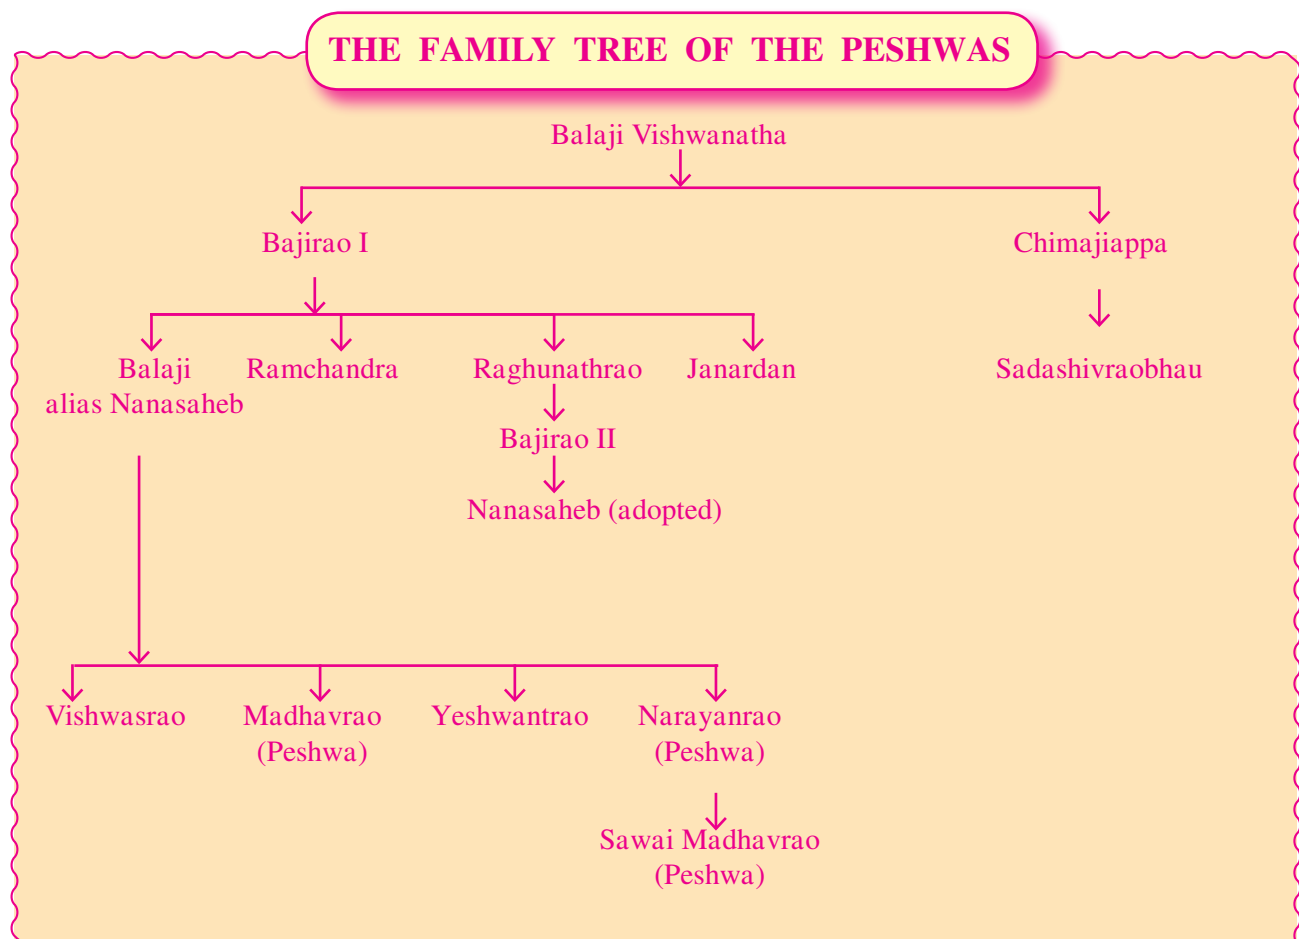 THE FAMILY TREE OF THE PESHWAS
Balaji Vishwanatha
Bajirao I
Chimajiappa
Balaji
alias Nanasaheb
Ramchandra
Raghunathrao
Janardan
Sadashivraobhau
Bajirao II
Nanasaheb (adopted)
Vishwasrao
Madhavrao
(Peshwa)
Yeshwantrao
Narayanrao
(Peshwa)
Sawai Madhavrao
(Peshwa)